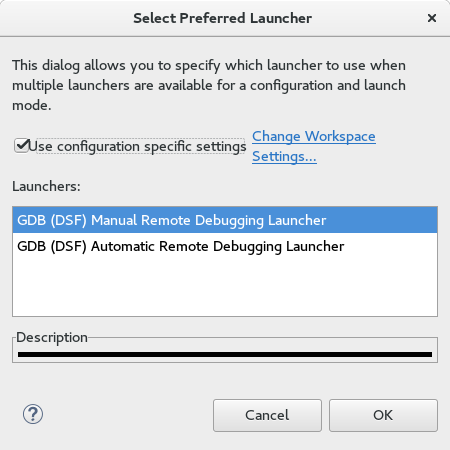 Select Preferred Launcher
This dialog allows you to specify which launcher to use when
multiple launchers are available for a configuration and launch
mode.
Use configuration specific settings
Change Workspace
Settings...
Launchers:
GDB (DSF) Manual Remote Debugging Launcher
GDB (DSF) Automatic Remote Debugging Launcher
Description
Cancel
OK